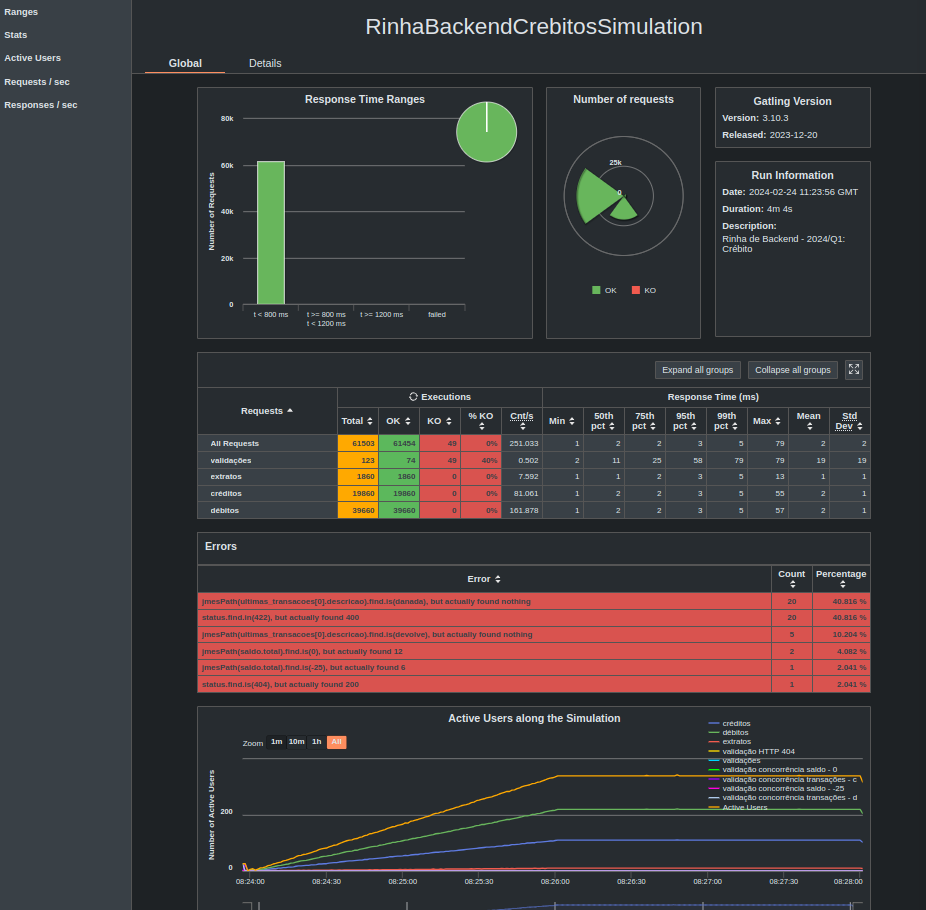 Ranges
Stats
Active Users
Requests / sec
Responses / sec
RinhaBackendCrebitosSimulation
Global Details
Response Time Ranges
Number of Requests
80k
60k
40k
20k
0
t < 800 ms
t >= 800 ms
t < 1200 ms
t >= 1200 ms
failed
Number of requests
25k
0
OK KO
Gatling Version
Version: 3.10.3
Released: 2023-12-20
Run Information
Date: 2024-02-24 11:23:56 GMT
Duration: 4m 4s
Description:
Rinha de Backend - 2024/Q1:
Crébito
Expand all groups Collapse all groups
Requests Executions Response Time (ms)
Total OK KO % KO Cnt/s Min 50th pct 75th pct 95th pct 99th pct Max Mean Std Dev
All Requests 61503 61454 49 0% 251.033 1 2 2 3 5 79 2 2
validações 123 74 49 40% 0.502 2 11 25 58 79 79 19 19
extratos 1860 1860 0 0% 7.592 1 1 2 3 5 13 1 1
créditos 19860 19860 0 0% 81.061 1 2 2 3 5 55 2 1
débitos 39660 39660 0 0% 161.878 1 2 2 3 5 57 2 1
Errors
Error Count Percentage
jmesPath(ultimas_transacoes[0].descricao).find.is(danada), but actually found nothing 20 40.816 %
status.find.in(422), but actually found 400 20 40.816 %
jmesPath(ultimas_transacoes[0].descricao).find.is(devolve), but actually found nothing 5 10.204 %
jmesPath(saldo.total).find.is(0), but actually found 12 2 4.082 %
jmesPath(saldo.total).find.is(-25), but actually found 6 1 2.041 %
status.find.is(404), but actually found 200 1 2.041 %
Active Users along the Simulation
Zoom 1m 10m 1h All
créditos
débitos
extratos
validação HTTP 404
validações
validação concorrência saldo - 0
validação concorrência transações - c
validação concorrência saldo - -25
validação concorrência transações - d
Active Users
Number of Active Users
200
0
08:24:00 08:24:30 08:25:00 08:25:30 08:26:00 08:26:30 08:27:00 08:27:30 08:28:00